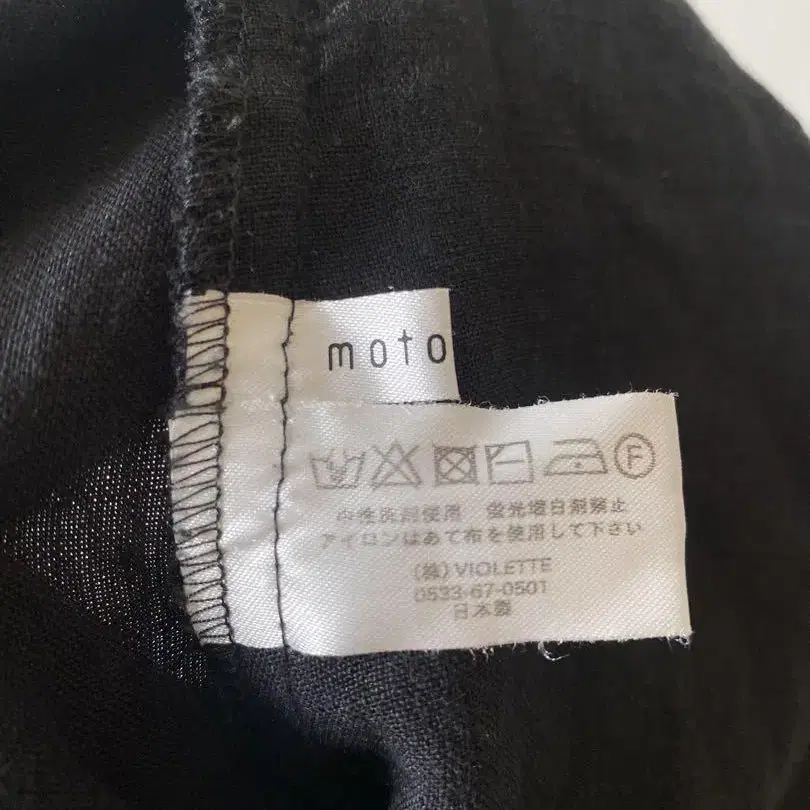 moto
F
中性洗剤使用 蛍光増白剤禁止
アイロンはあて布を使用して下さい
(株)VIOLETTE
0533-67-0501
日本製